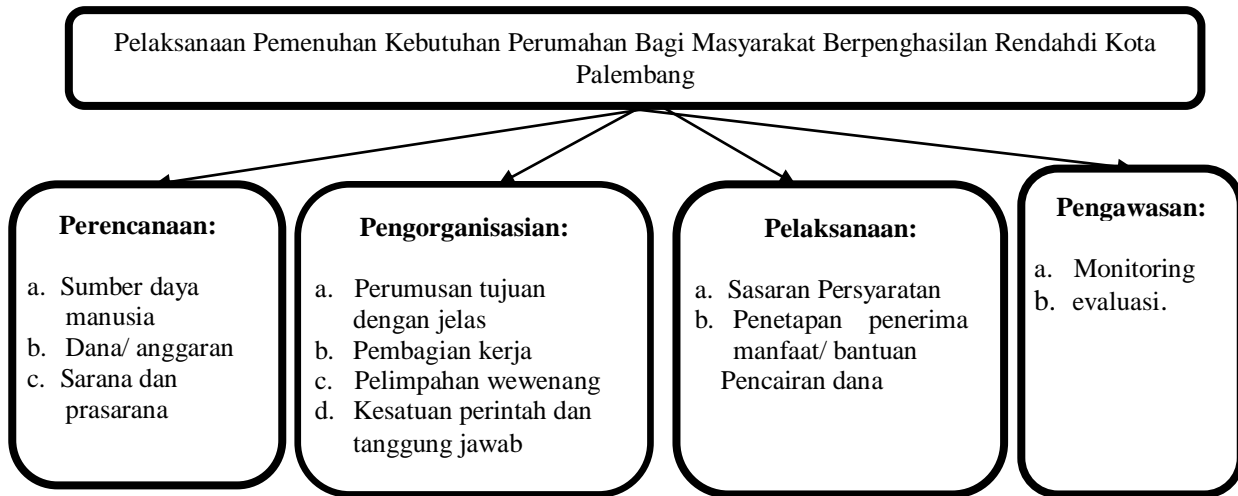 Pelaksanaan Pemenuhan Kebutuhan Perumahan Bagi Masyarakat Berpenghasilan Rendahdi Kota
Palembang
Perencanaan:
a. Sumber daya
manusia
b. Dana/ anggaran
c. Sarana dan
prasarana
Pengorganisasian:
a. Perumusan tujuan
dengan jelas
b. Pembagian kerja
c. Pelimpahan wewenang
d. Kesatuan perintah dan
tanggung jawab
Pelaksanaan:
a. Sasaran Persyaratan
b. Penetapan penerima
manfaat/ bantuan
Pencairan dana
Pengawasan:
a. Monitoring
b. evaluasi.